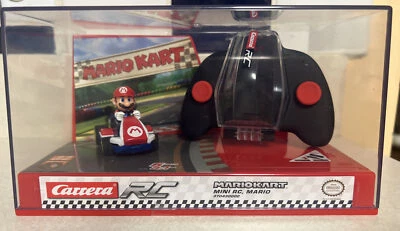 MARIO KART
Carrera
RC
Carrera RC
MARIOKART
MINI RC, MARIO